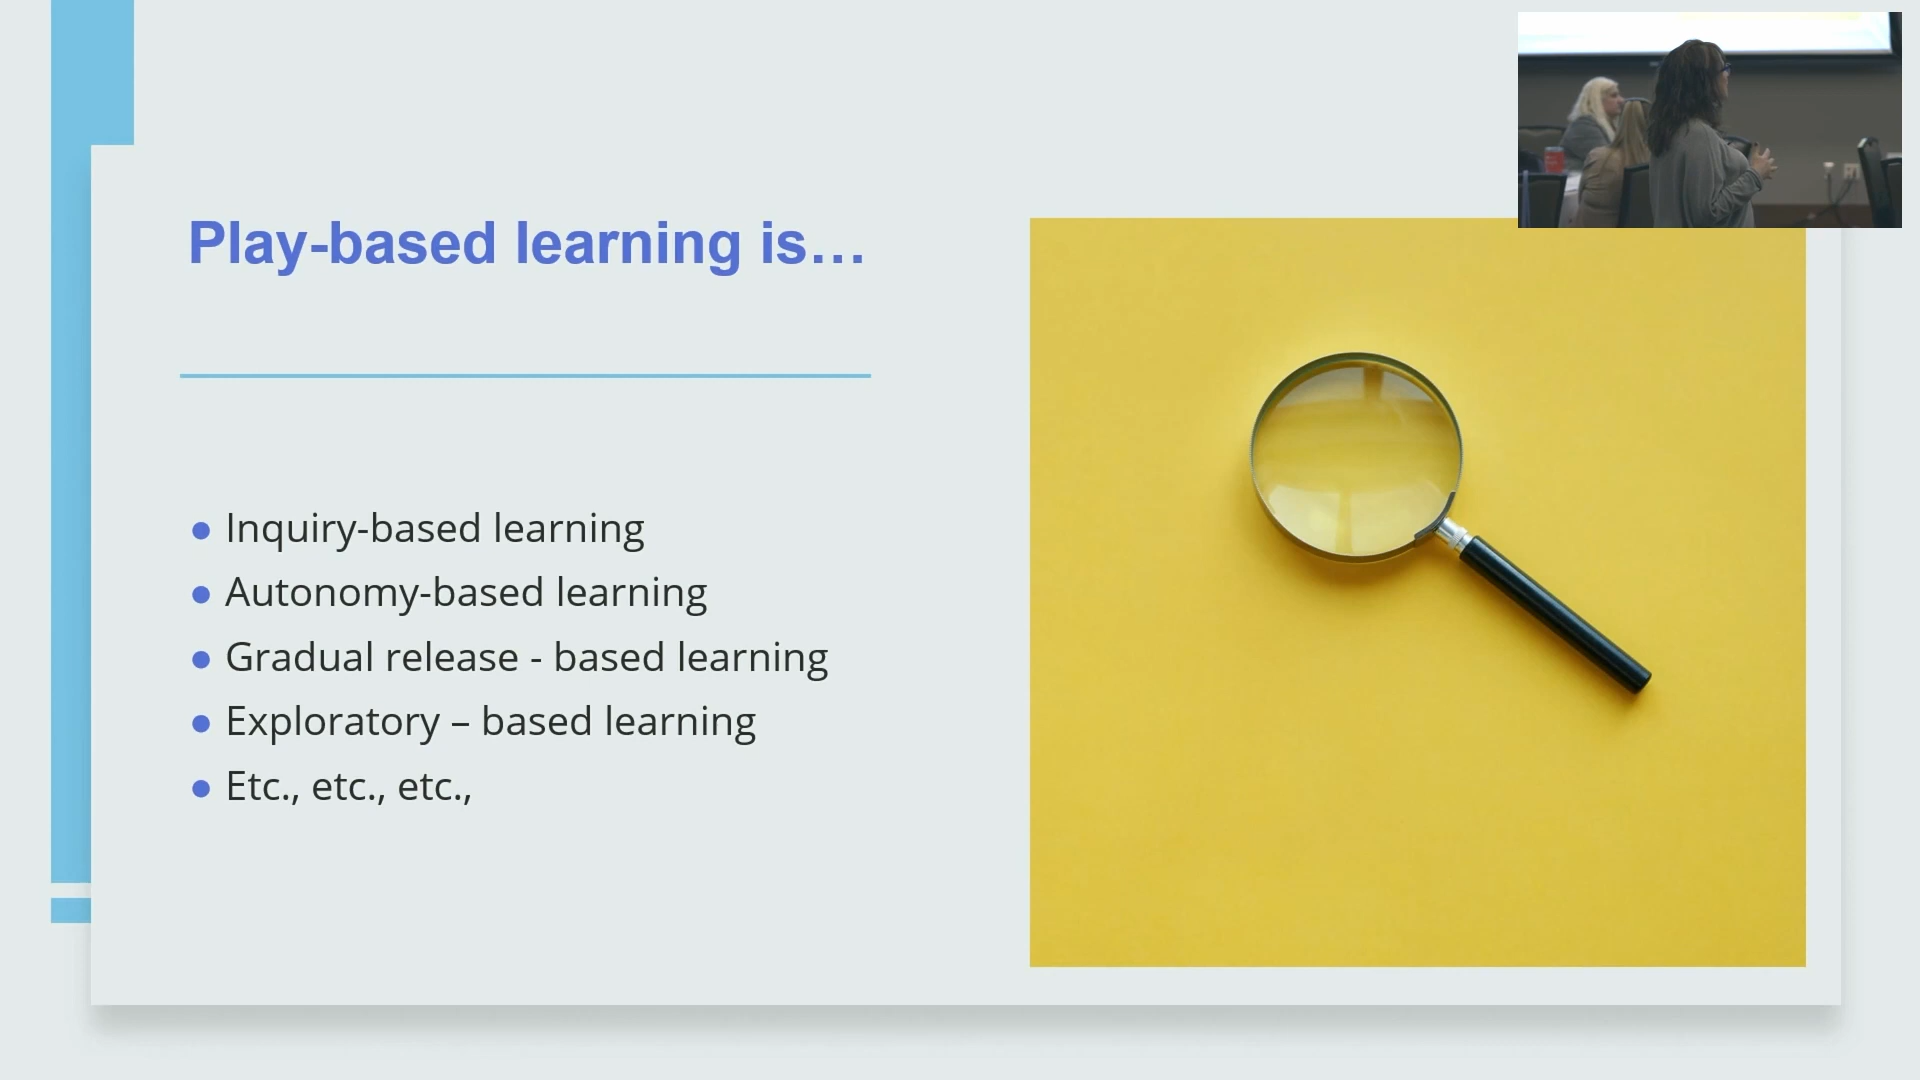 Play-based learning is…
Inquiry-based learning
Autonomy-based learning
Gradual release - based learning
Exploratory – based learning
Etc., etc., etc.,